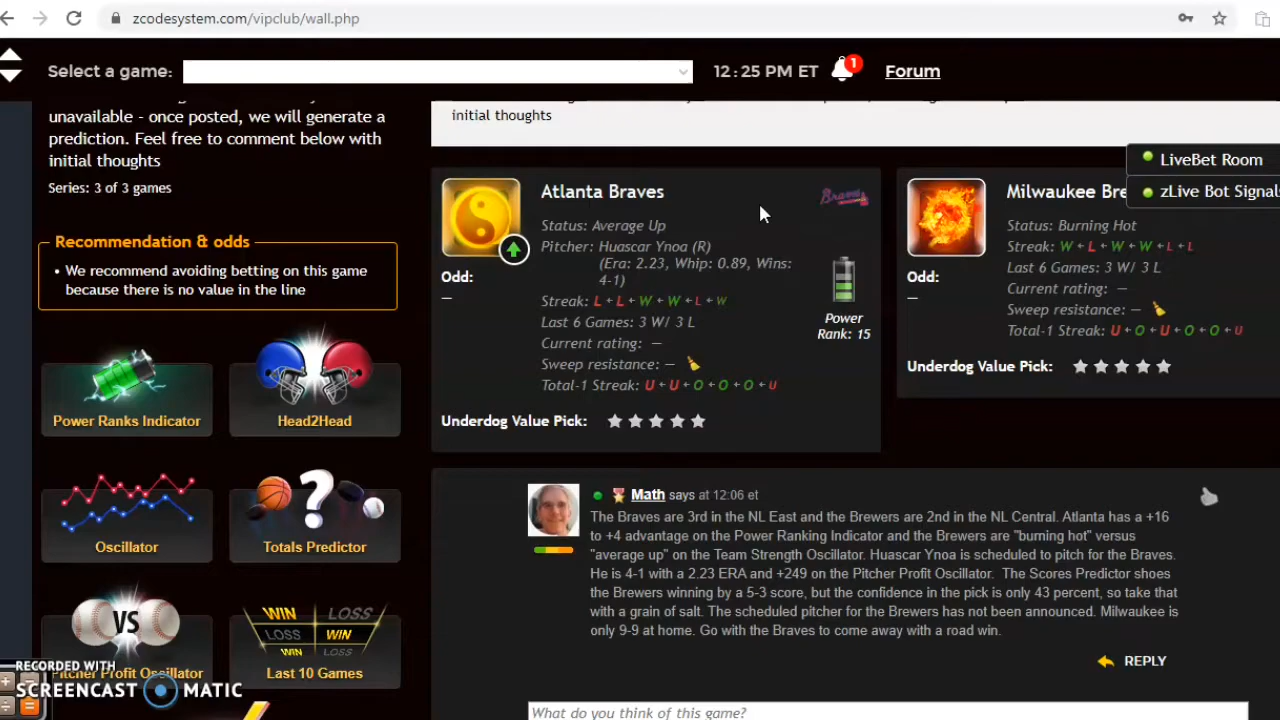 zcodesystem.com/vipclub/wall.php
Select a game:
12:25 PM ET
1
Forum
unavailable - once posted, we will generate a
prediction. Feel free to comment below with
initial thoughts
Series: 3 of 3 games
Recommendation & odds
• We recommend avoiding betting on this game
because there is no value in the line
Power Ranks Indicator
Head2Head
Oscillator
Totals Predictor
VS
Pitcher Profit Oscillator
WIN LOSS
LOSS WIN
WIN LOSS
Last 10 Games
initial thoughts
Atlanta Braves
Braves
Status: Average Up
Pitcher: Huascar Ynoa (R)
(Era: 2.23, Whip: 0.89, Wins:
4-1)
Odd:
—
Streak: L + L + W + W + L + W
Last 6 Games: 3 W/ 3 L
Current rating: —
Sweep resistance: —
Total-1 Streak: U + U + O + O + O + U
Power
Rank: 15
Underdog Value Pick:
Milwaukee Bre
LiveBet Room
zLive Bot Signals
Status: Burning Hot
Streak: W + L + W + W + L + L
Last 6 Games: 3 W/ 3 L
Odd:
—
Current rating: —
Sweep resistance: —
Total-1 Streak: U + O + U + O + O + U
Underdog Value Pick:
Math says at 12:06 et
The Braves are 3rd in the NL East and the Brewers are 2nd in the NL Central. Atlanta has a +16
to +4 advantage on the Power Ranking Indicator and the Brewers are "burning hot" versus
"average up" on the Team Strength Oscillator. Huascar Ynoa is scheduled to pitch for the Braves.
He is 4-1 with a 2.23 ERA and +249 on the Pitcher Profit Oscillator. The Scores Predictor shoes
the Brewers winning by a 5-3 score, but the confidence in the pick is only 43 percent, so take that
with a grain of salt. The scheduled pitcher for the Brewers has not been announced. Milwaukee is
only 9-9 at home. Go with the Braves to come away with a road win.
REPLY
What do you think of this game?
RECORDED WITH
SCREENCAST MATIC